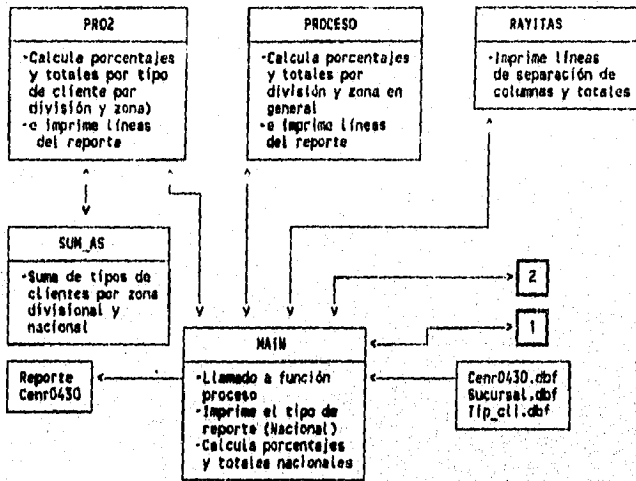 PRO2
-Calcula porcentajes
y totales por tipo
de cliente por
división y zona)
-e imprime líneas
del reporte
PROCESO
-Calcula porcentajes
y totales por
división y zona en
general
-e imprime líneas
del reporte
RAYITAS
-Imprime líneas
de separación de
columnas y totales
SUM_AS
-Suma de tipos de
clientes por zona
divisional y
nacional
2
1
MAIN
-Llamado a función
proceso
-Imprime el tipo de
reporte (Nacional)
-Calcula porcentajes
y totales nacionales
Reporte
Cenr0430
Cenr0430.dbf
Sucursal.dbf
Tip_cli.dbf